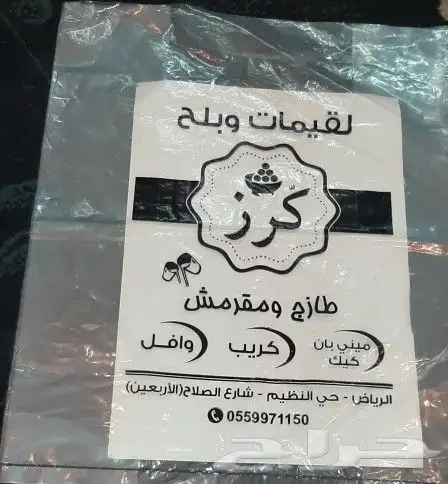 لقيمات وبلح
كرز
طازج ومقرمش
ميني بان كيك
كريب
وافل
الرياض - حي النظيم - شارع الصلاح(الأربعين)
0559971150
حراج